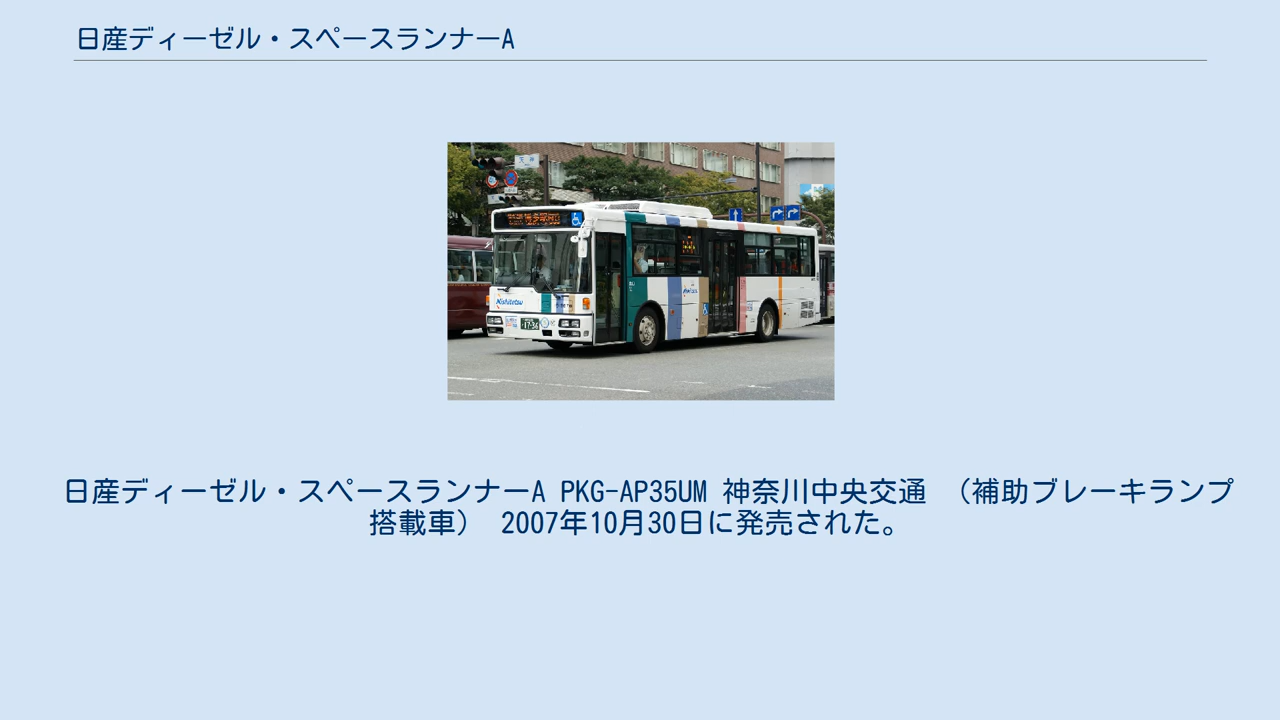 日産ディーゼル・スペースランナーA
天神
Nishitetsu
日産ディーゼル・スペースランナーA PKG-AP35UM 神奈川中央交通 （補助ブレーキランプ
搭載車） 2007年10月30日に発売された。